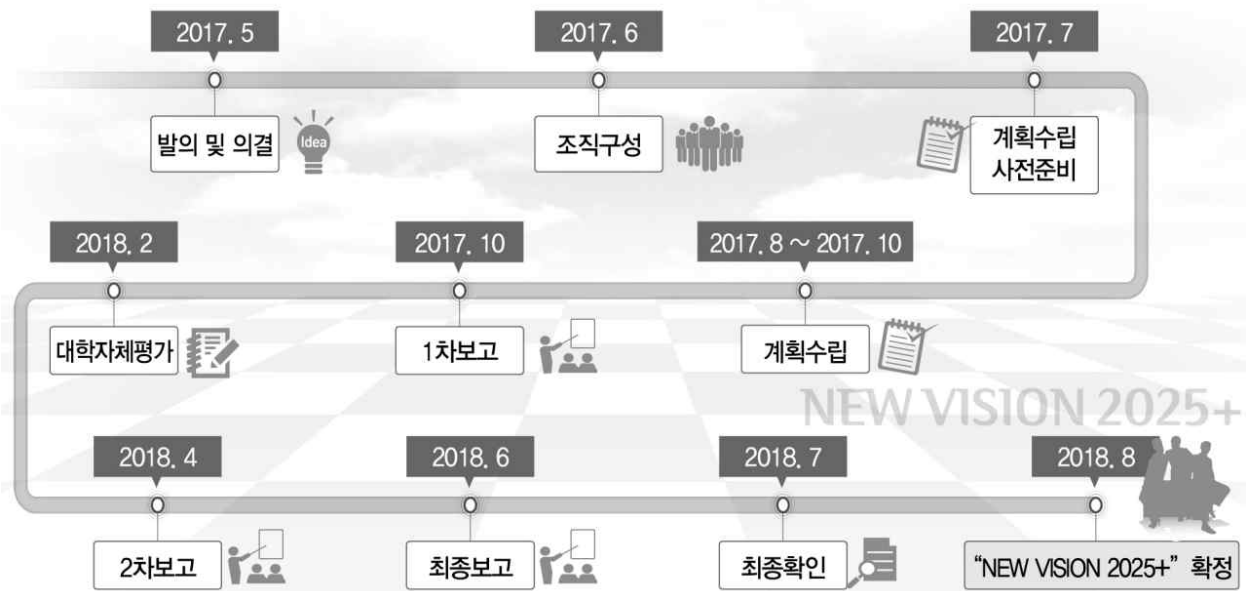 2017. 5
2017. 6
2017. 7
발의 및 의결
Idea
조직구성
계획수립
사전준비
2018. 2
2017. 10
2017. 8 ~ 2017. 10
대학자체평가
1차보고
계획수립
NEW VISION 2025+
2018. 4
2018. 6
2018. 7
2018. 8
2차보고
최종보고
최종확인
“NEW VISION 2025+” 확정